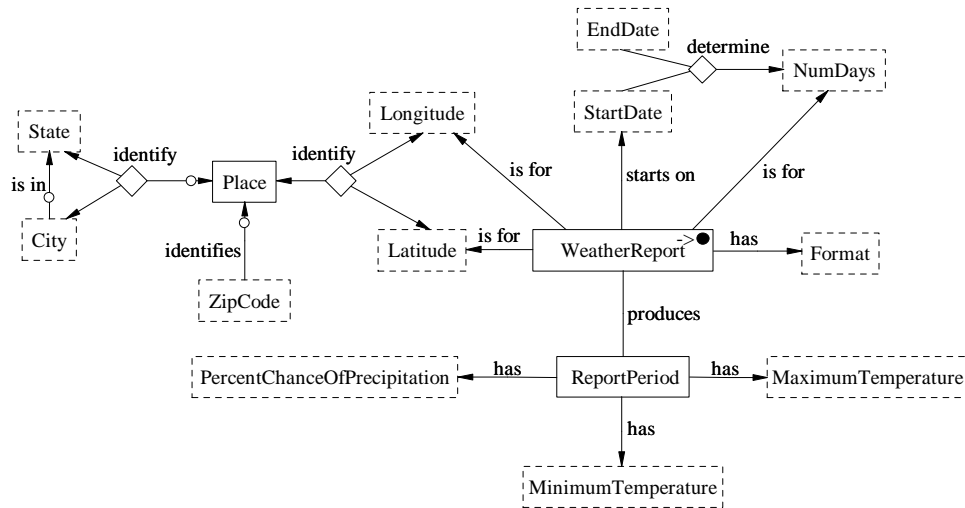 EndDate
determine
NumDays
StartDate
Longitude
State
identify
identify
is in
Place
is for
starts on
is for
City
identifies
Latitude
is for
WeatherReport
->●
has
Format
ZipCode
produces
PercentChanceOfPrecipitation
has
ReportPeriod
has
MaximumTemperature
has
MinimumTemperature